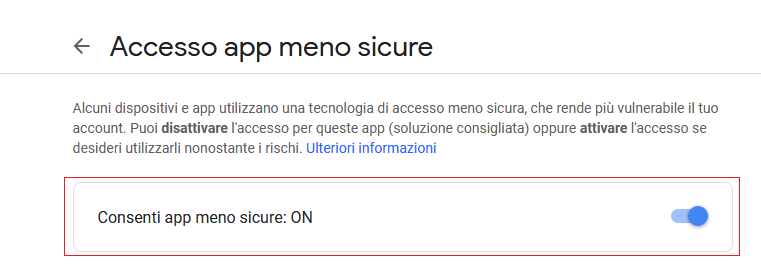 Accesso app meno sicure
Alcuni dispositivi e app utilizzano una tecnologia di accesso meno sicura, che rende più vulnerabile il tuo
account. Puoi disattivare l'accesso per queste app (soluzione consigliata) oppure attivare l'accesso se
desideri utilizzarli nonostante i rischi. Ulteriori informazioni
Consenti app meno sicure: ON